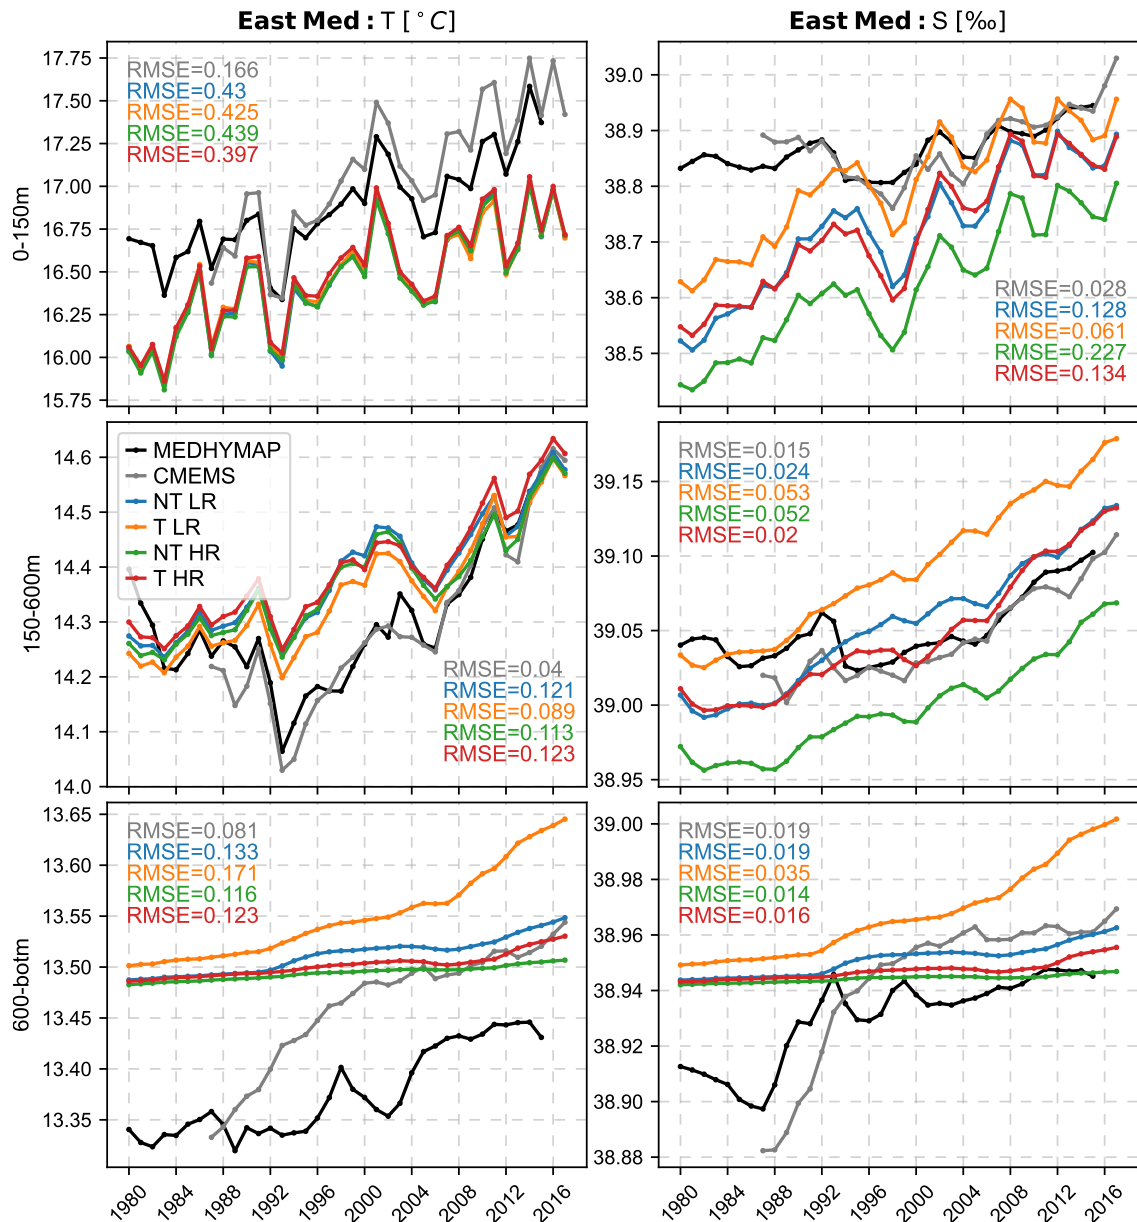 East Med : T [°C]
East Med : S [‰]
0-150m
17.75
17.50
17.25
17.00
16.75
16.50
16.25
16.00
15.75
RMSE=0.166
RMSE=0.43
RMSE=0.425
RMSE=0.439
RMSE=0.397
39.0
38.9
38.8
38.7
38.6
38.5
RMSE=0.028
RMSE=0.128
RMSE=0.061
RMSE=0.227
RMSE=0.134
150-600m
14.6
14.5
14.4
14.3
14.2
14.1
14.0
MEDHYMAP
CMEMS
NT LR
T LR
NT HR
T HR
RMSE=0.04
RMSE=0.121
RMSE=0.089
RMSE=0.113
RMSE=0.123
39.15
39.10
39.05
39.00
38.95
RMSE=0.015
RMSE=0.024
RMSE=0.053
RMSE=0.052
RMSE=0.02
600-botm
13.65
13.60
13.55
13.50
13.45
13.40
13.35
RMSE=0.081
RMSE=0.133
RMSE=0.171
RMSE=0.116
RMSE=0.123
39.00
38.98
38.96
38.94
38.92
38.90
38.88
RMSE=0.019
RMSE=0.019
RMSE=0.035
RMSE=0.014
RMSE=0.016
1980 1984 1988 1992 1996 2000 2004 2008 2012 2016
1980 1984 1988 1992 1996 2000 2004 2008 2012 2016